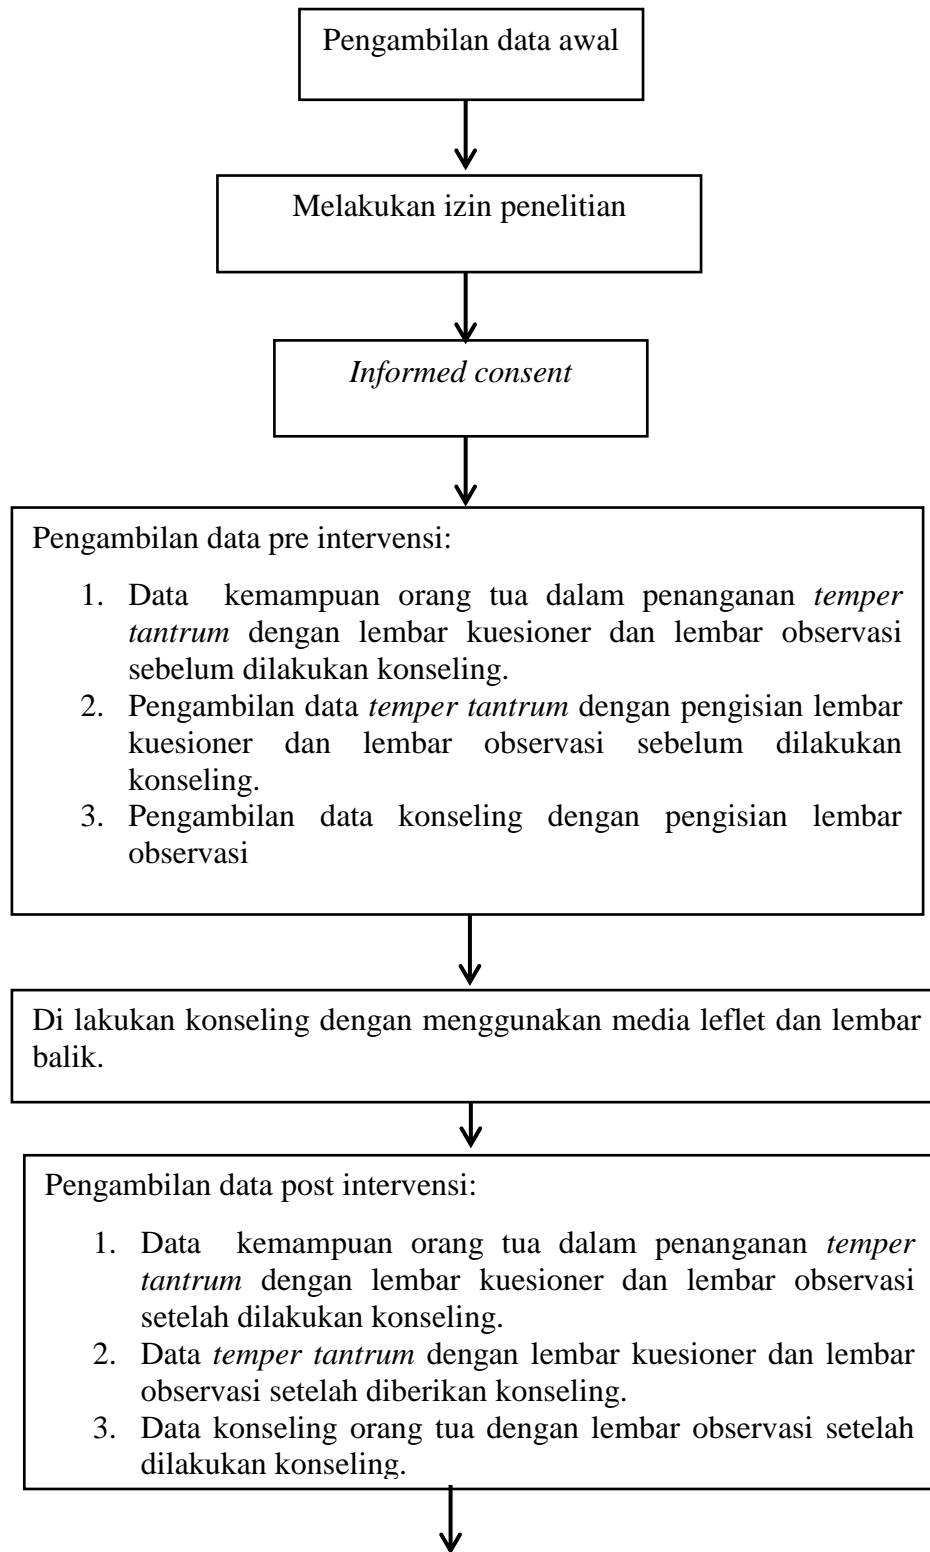 Pengambilan data awal
Melakukan izin penelitian
Informed consent
Pengambilan data pre intervensi:
1. Data kemampuan orang tua dalam penanganan temper
tantrum dengan lembar kuesioner dan lembar observasi
sebelum dilakukan konseling.
2. Pengambilan data temper tantrum dengan pengisian lembar
kuesioner dan lembar observasi sebelum dilakukan
konseling.
3. Pengambilan data konseling dengan pengisian lembar
observasi
Di lakukan konseling dengan menggunakan media leflet dan lembar
balik.
Pengambilan data post intervensi:
1. Data kemampuan orang tua dalam penanganan temper
tantrum dengan lembar kuesioner dan lembar observasi
setelah dilakukan konseling.
2. Data temper tantrum dengan lembar kuesioner dan lembar
observasi setelah diberikan konseling.
3. Data konseling orang tua dengan lembar observasi setelah
dilakukan konseling.